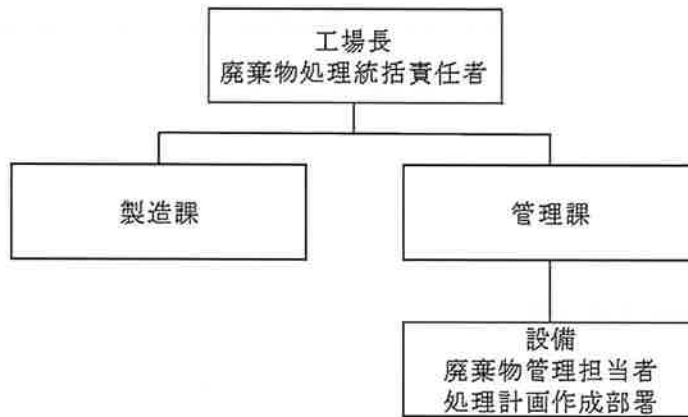 工場長
廃棄物処理統括責任者
製造課
管理課
設備
廃棄物管理担当者
処理計画作成部署